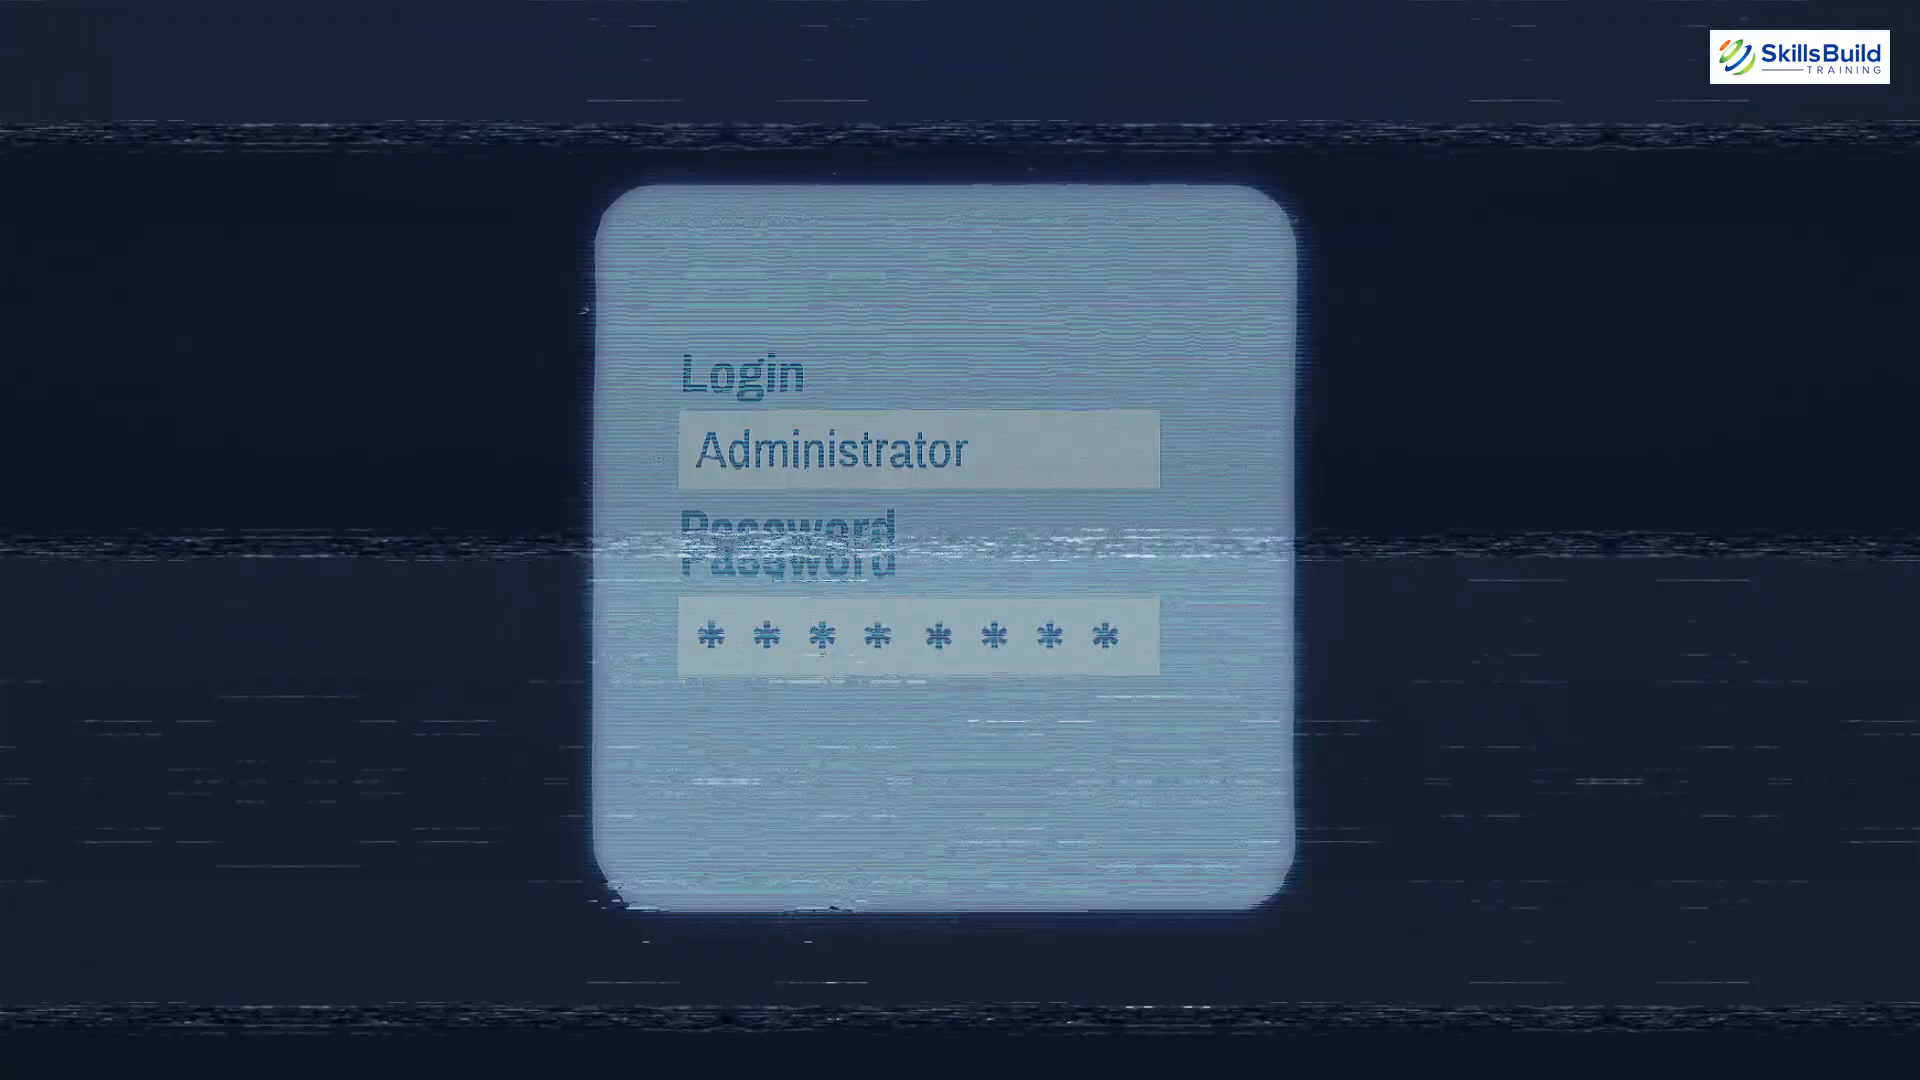 SkillsBuild
TRAINING
Login
Administrator
Password
* * * * * * * *